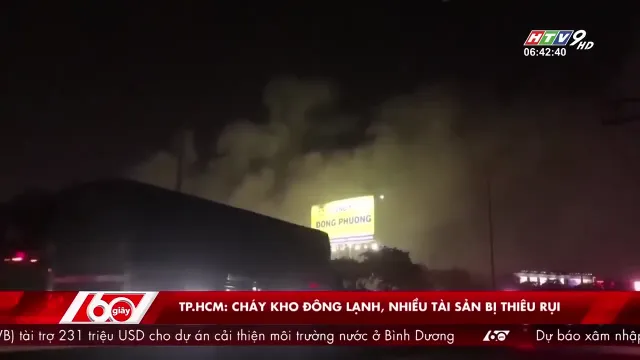 HTV9 HD
06:42:40
ĐÔNG PHƯƠNG
60 giây
TP.HCM: CHÁY KHO ĐÔNG LẠNH, NHIỀU TÀI SẢN BỊ THIÊU RỤI
VB) tài trợ 231 triệu USD cho dự án cải thiện môi trường nước ở Bình Dương 60 Dự báo xâm nhập